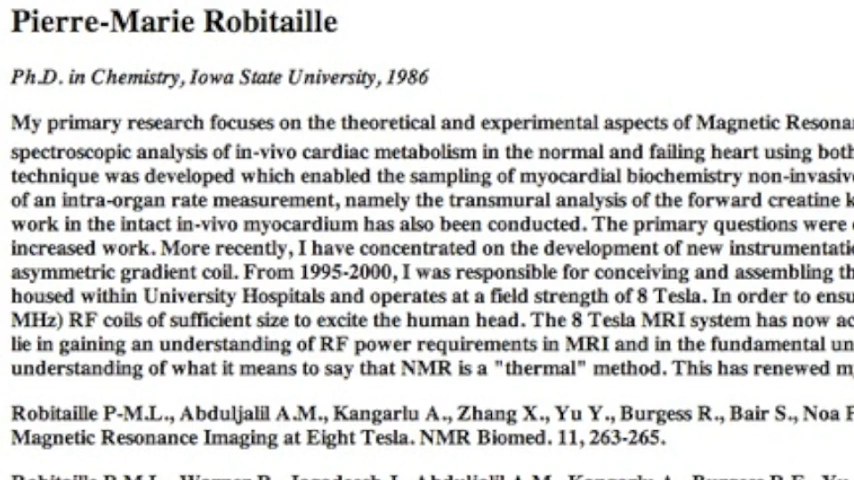 Pierre-Marie Robitaille
Ph.D. in Chemistry, Iowa State University, 1986
My primary research focuses on the theoretical and experimental aspects of Magnetic
spectroscopic analysis of in-vivo cardiac metabolism in the normal and failing heart using both
technique was developed which enabled the sampling of myocardial biochemistry
of an intra-organ rate measurement, namely the transmural analysis of the forward creatine
work in the intact in-vivo myocardium has also been conducted. The primary questions were
increased work. More recently, I have concentrated on the development of new
asymmetric gradient coil. From 1995-2000, I was responsible for conceiving and assembling
housed within University Hospitals and operates at a field strength of 8 Tesla. In order to
MHz) RF coils of sufficient size to excite the human head. The 8 Tesla MRI system has now
lie in gaining an understanding of RF power requirements in MRI and in the fundamental
understanding of what it means to say that NMR is a "thermal" method. This has renewed
Robitaille P-M.L., Abduljalil A.M., Kangarlu A., Zhang X., Yu Y., Burgess R., Bair S., Noa
Magnetic Resonance Imaging at Eight Tesla. NMR Biomed. 11, 263-265.